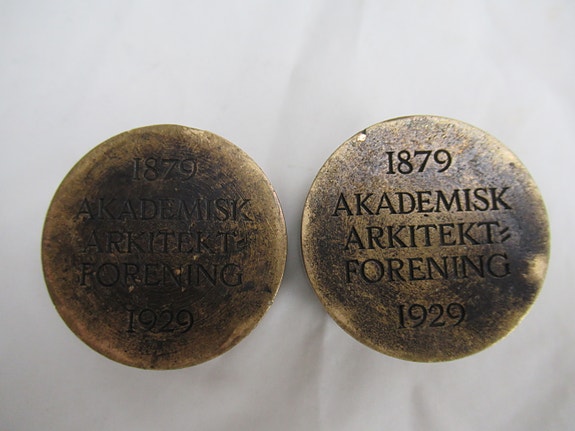 1879
AKADEMISK
ARKITEKT=
FORENING
1929
1879
AKADEMISK
ARKITEKT=
FORENING
1929